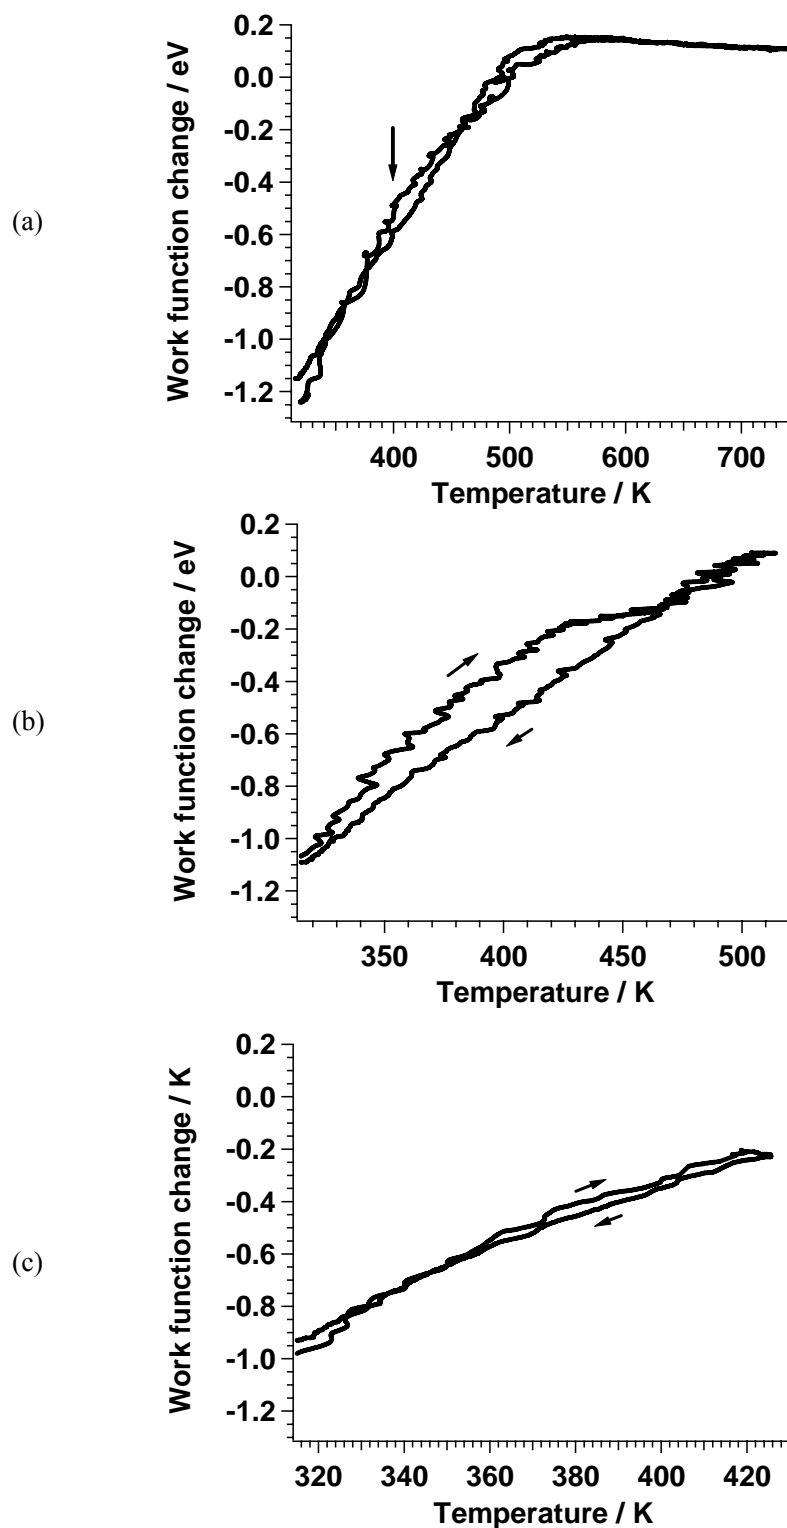 (a)
Work function change / eV
0.2
0.0
-0.2
-0.4
-0.6
-0.8
-1.0
-1.2
400 500 600 700
Temperature / K
(b)
Work function change / eV
0.2
0.0
-0.2
-0.4
-0.6
-0.8
-1.0
-1.2
350 400 450 500
Temperature / K
(c)
Work function change / K
0.2
0.0
-0.2
-0.4
-0.6
-0.8
-1.0
-1.2
320 340 360 380 400 420
Temperature / K